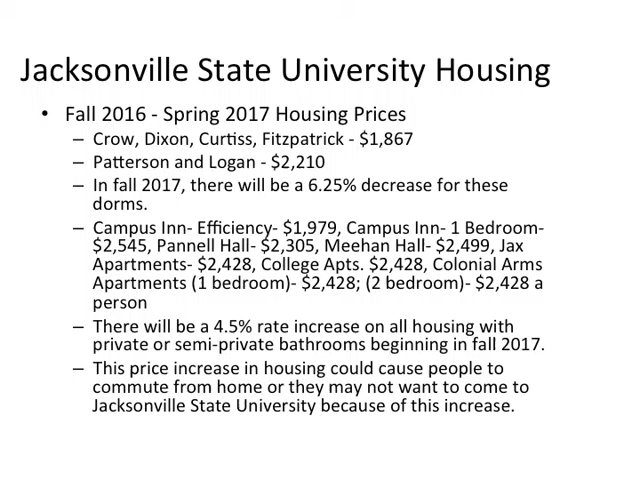 Jacksonville State University Housing
• Fall 2016 - Spring 2017 Housing Prices
– Crow, Dixon, Curtiss, Fitzpatrick - $1,867
– Patterson and Logan - $2,210
– In fall 2017, there will be a 6.25% decrease for these
dorms.
– Campus Inn- Efficiency- $1,979, Campus Inn- 1 Bedroom-
$2,545, Pannell Hall- $2,305, Meehan Hall- $2,499, Jax
Apartments- $2,428, College Apts. $2,428, Colonial Arms
Apartments (1 bedroom)- $2,428; (2 bedroom)- $2,428 a
person
– There will be a 4.5% rate increase on all housing with
private or semi-private bathrooms beginning in fall 2017.
– This price increase in housing could cause people to
commute from home or they may not want to come to
Jacksonville State University because of this increase.